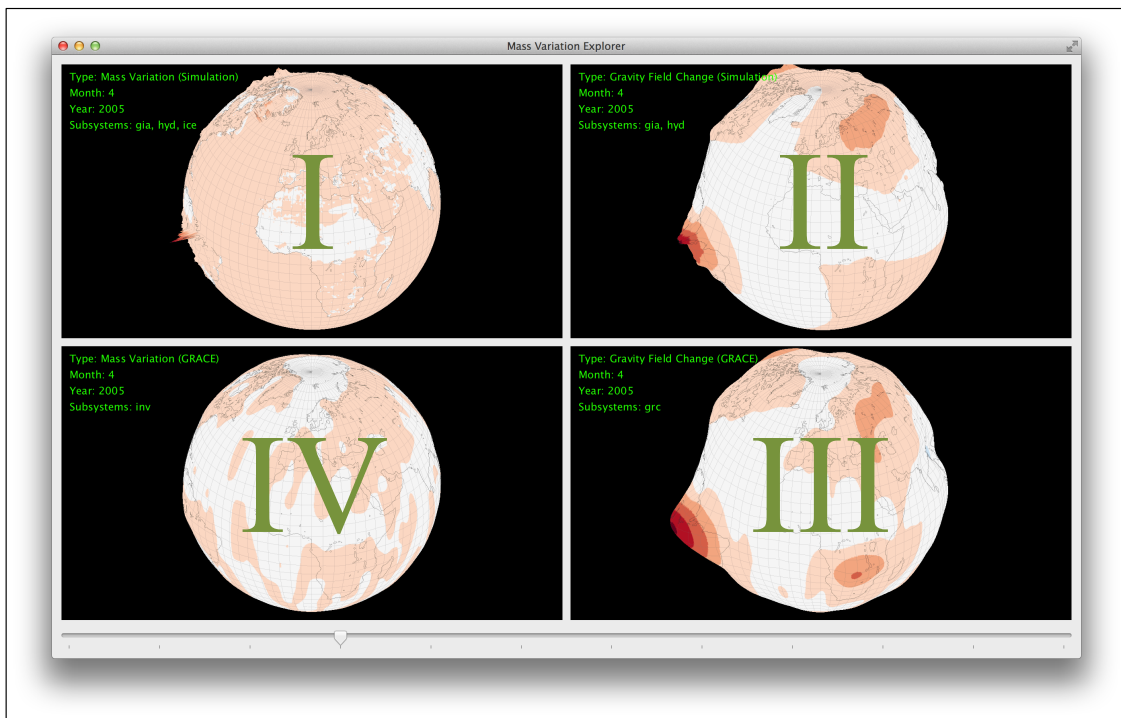 Mass Variation Explorer
Type: Mass Variation (Simulation)
Month: 4
Year: 2005
Subsystems: gia, hyd, ice
I
Type: Gravity Field Change (Simulation)
Month: 4
Year: 2005
Subsystems: gia, hyd
II
Type: Mass Variation (GRACE)
Month: 4
Year: 2005
Subsystems: inv
IV
Type: Gravity Field Change (GRACE)
Month: 4
Year: 2005
Subsystems: grc
III